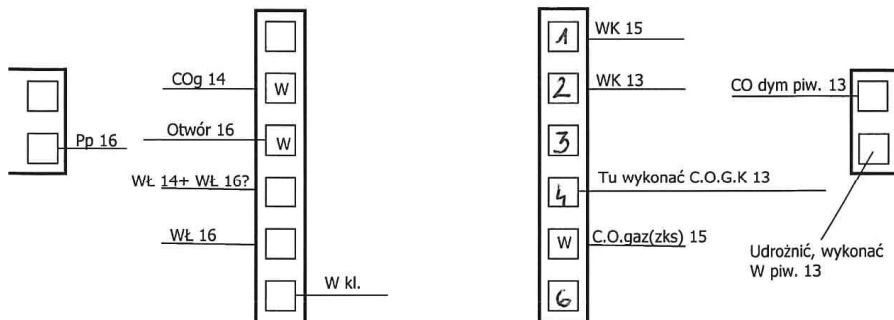 1 WK 15
COg 14 W
2 WK 13
CO dym piw. 13
Otwór 16 W
3
Pp 16
WŁ 14+ WŁ 16?
4 Tu wykonać C.O.G.K 13
WŁ 16
W C.O.gaz(zks) 15
Udrożnić, wykonać
W piw. 13
W kl.
6